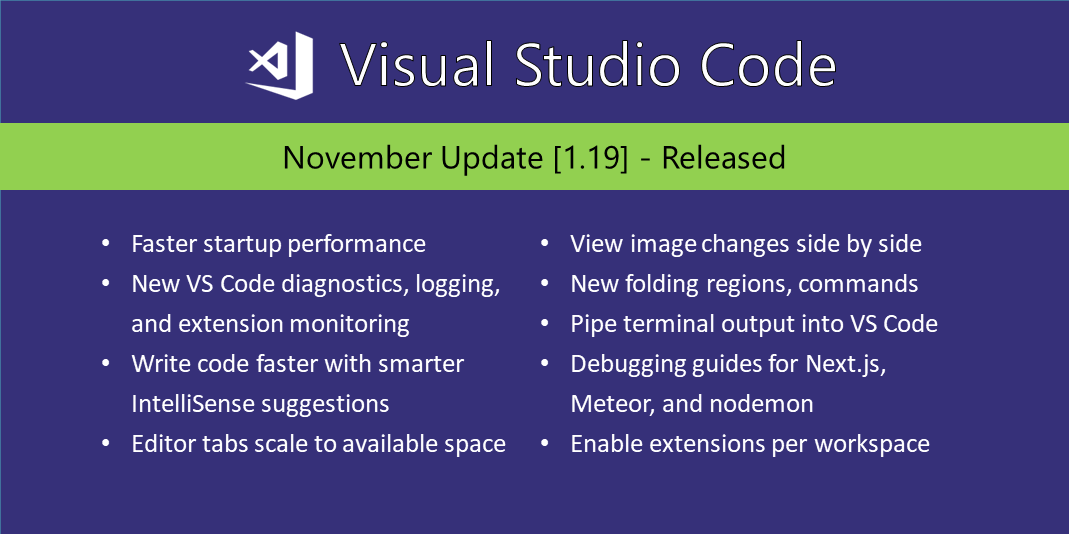 Visual Studio Code
November Update [1.19] - Released
• Faster startup performance
• New VS Code diagnostics, logging,
and extension monitoring
• Write code faster with smarter
IntelliSense suggestions
• Editor tabs scale to available space
• View image changes side by side
• New folding regions, commands
• Pipe terminal output into VS Code
• Debugging guides for Next.js,
Meteor, and nodemon
• Enable extensions per workspace